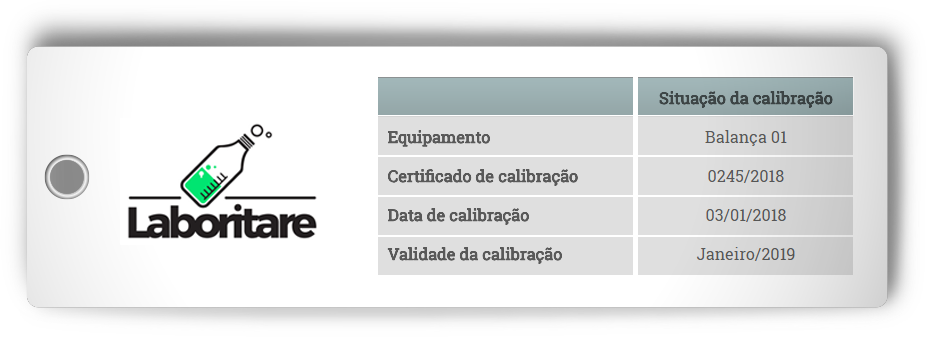 Laboritare
Situação da calibração
Equipamento Balança 01
Certificado de calibração 0245/2018
Data de calibração 03/01/2018
Validade da calibração Janeiro/2019